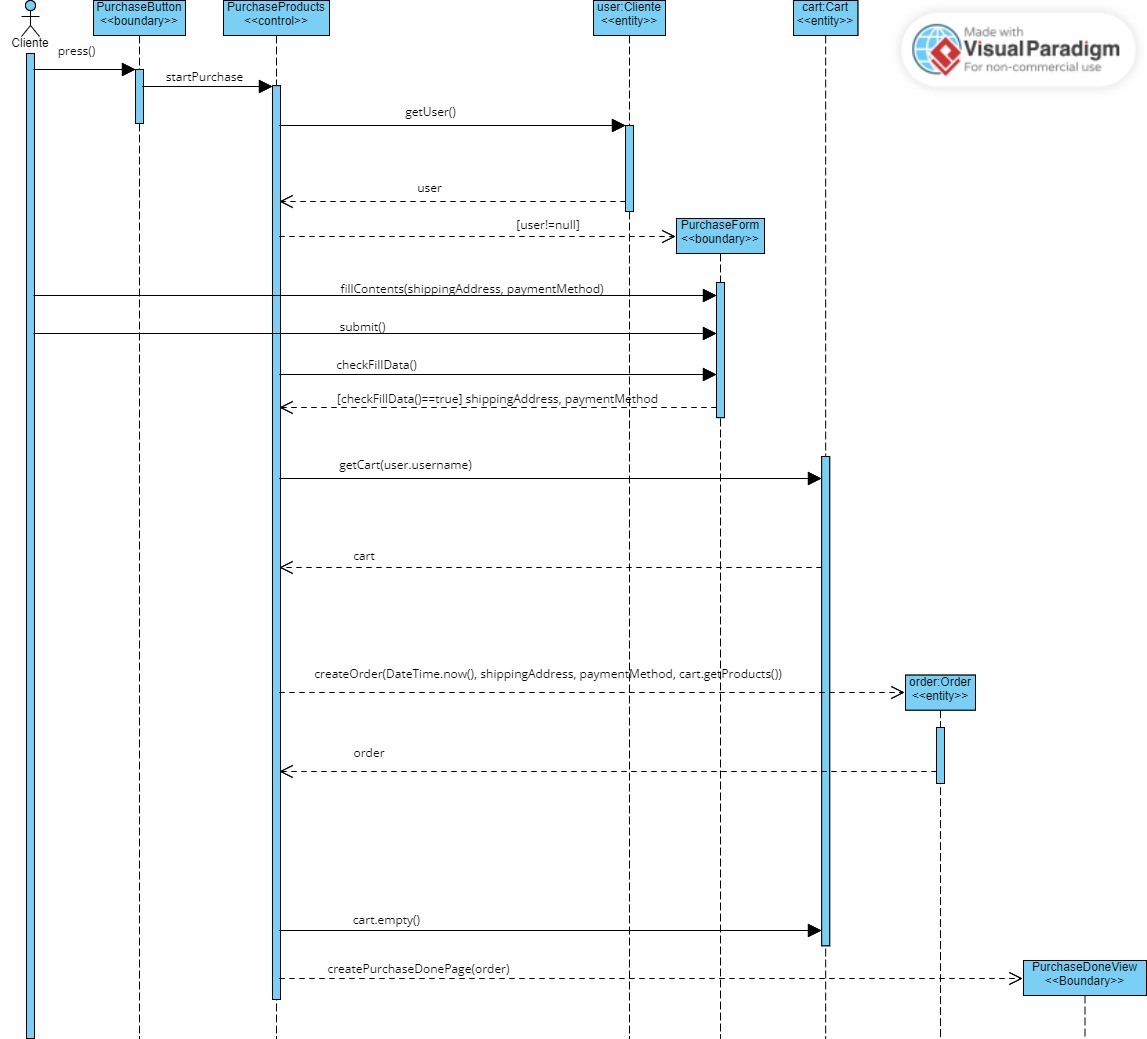 PurchaseButton
<<boundary>>
PurchaseProducts
<<control>>
user:Cliente
<<entity>>
cart:Cart
<<entity>>
Made with
Visual Paradigm
For non-commercial use
Cliente
press()
startPurchase
getUser()
user
[user!=null]
PurchaseForm
<<boundary>>
fillContents(shippingAddress, paymentMethod)
submit()
checkFillData()
[checkFillData()==true] shippingAddress, paymentMethod
getCart(user.username)
cart
createOrder(DateTime.now(), shippingAddress, paymentMethod, cart.getProducts())
order:Order
<<entity>>
order
cart.empty()
createPurchaseDonePage(order)
PurchaseDoneView
<<Boundary>>